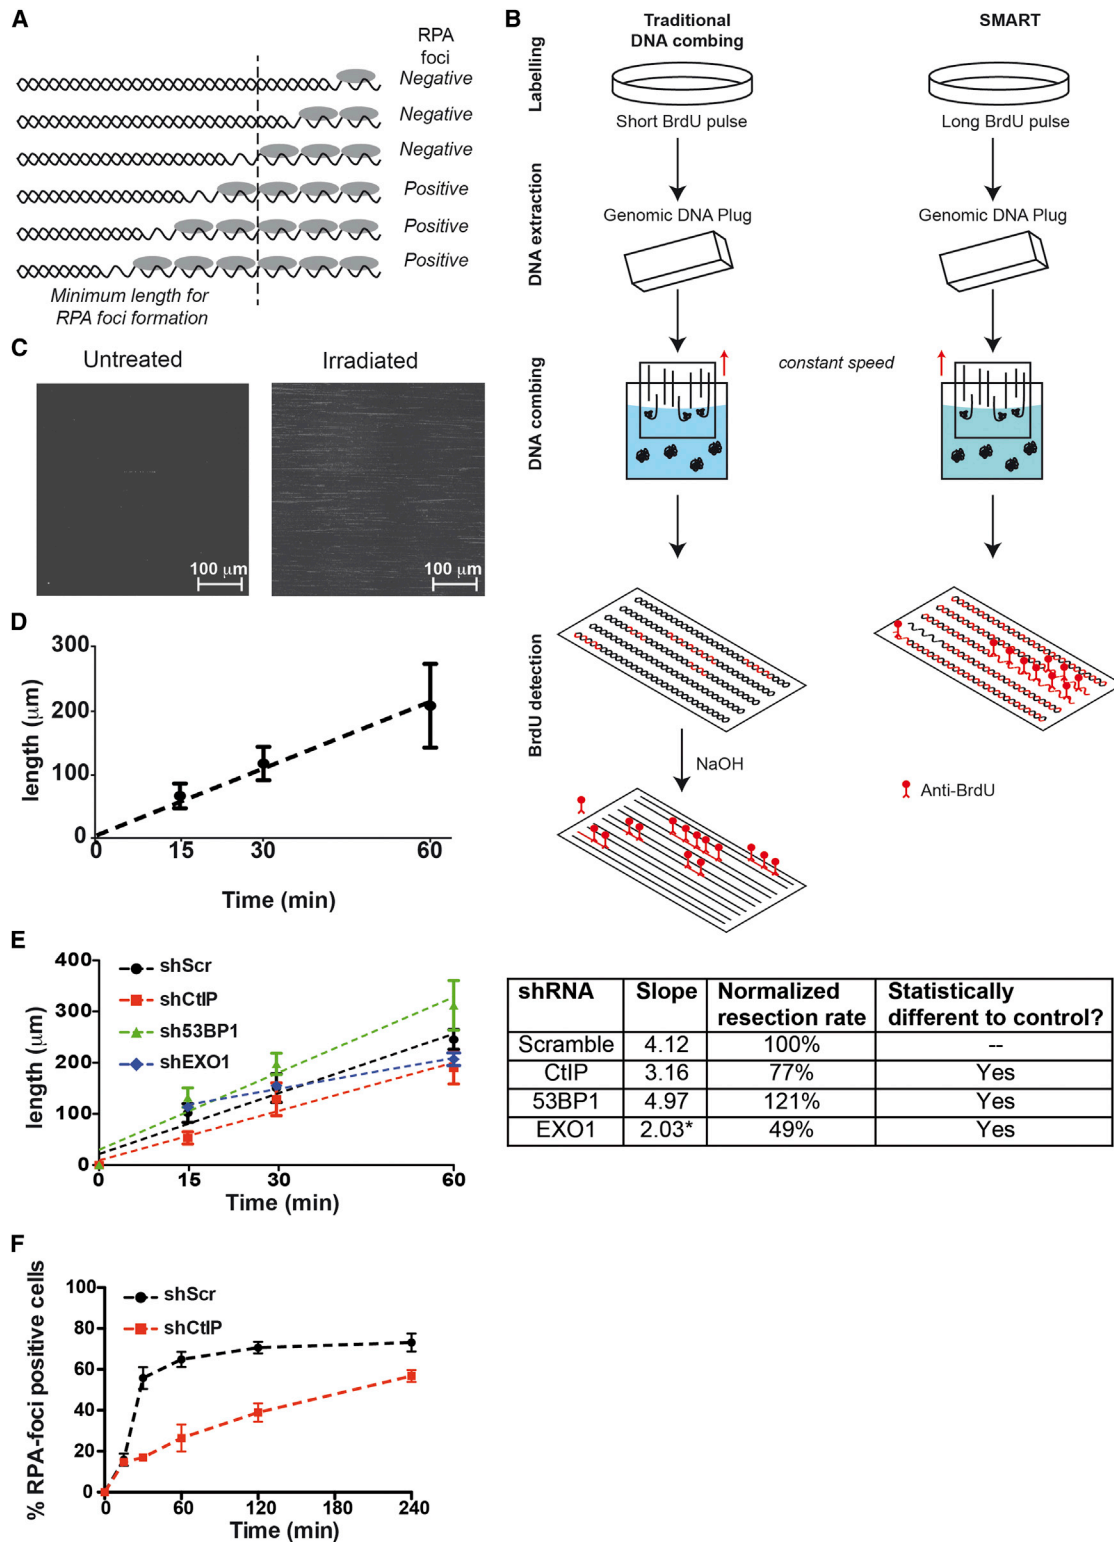 A
RPA
foci
Negative
Negative
Negative
Positive
Positive
Positive
Minimum length for
RPA foci formation
B
Traditional
DNA combing
SMART
Labelling
Short BrdU pulse
Long BrdU pulse
DNA extraction
Genomic DNA Plug
Genomic DNA Plug
DNA combing
constant speed
BrdU detection
NaOH
Anti-BrdU
C
Untreated
Irradiated
100 μm
100 μm
D
300
200
100
0
length (μm)
0 15 30 60
Time (min)
E
400
300
200
100
0
length (μm)
shScr
shCtIP
sh53BP1
shEXO1
0 15 30 60
Time (min)
shRNA Slope Normalized resection rate Statistically different to control?
Scramble 4.12 100% --
CtIP 3.16 77% Yes
53BP1 4.97 121% Yes
EXO1 2.03* 49% Yes
F
% RPA-foci positive cells
100
80
60
40
20
0
shScr
shCtIP
0 60 120 180 240
Time (min)